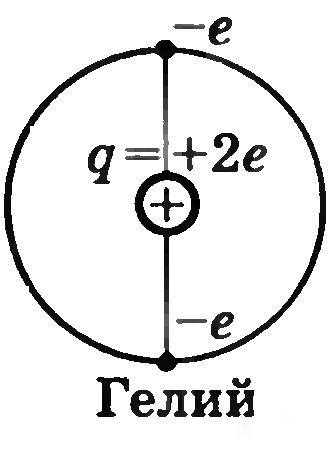 −e
q = +2e
+
−e
Гелий